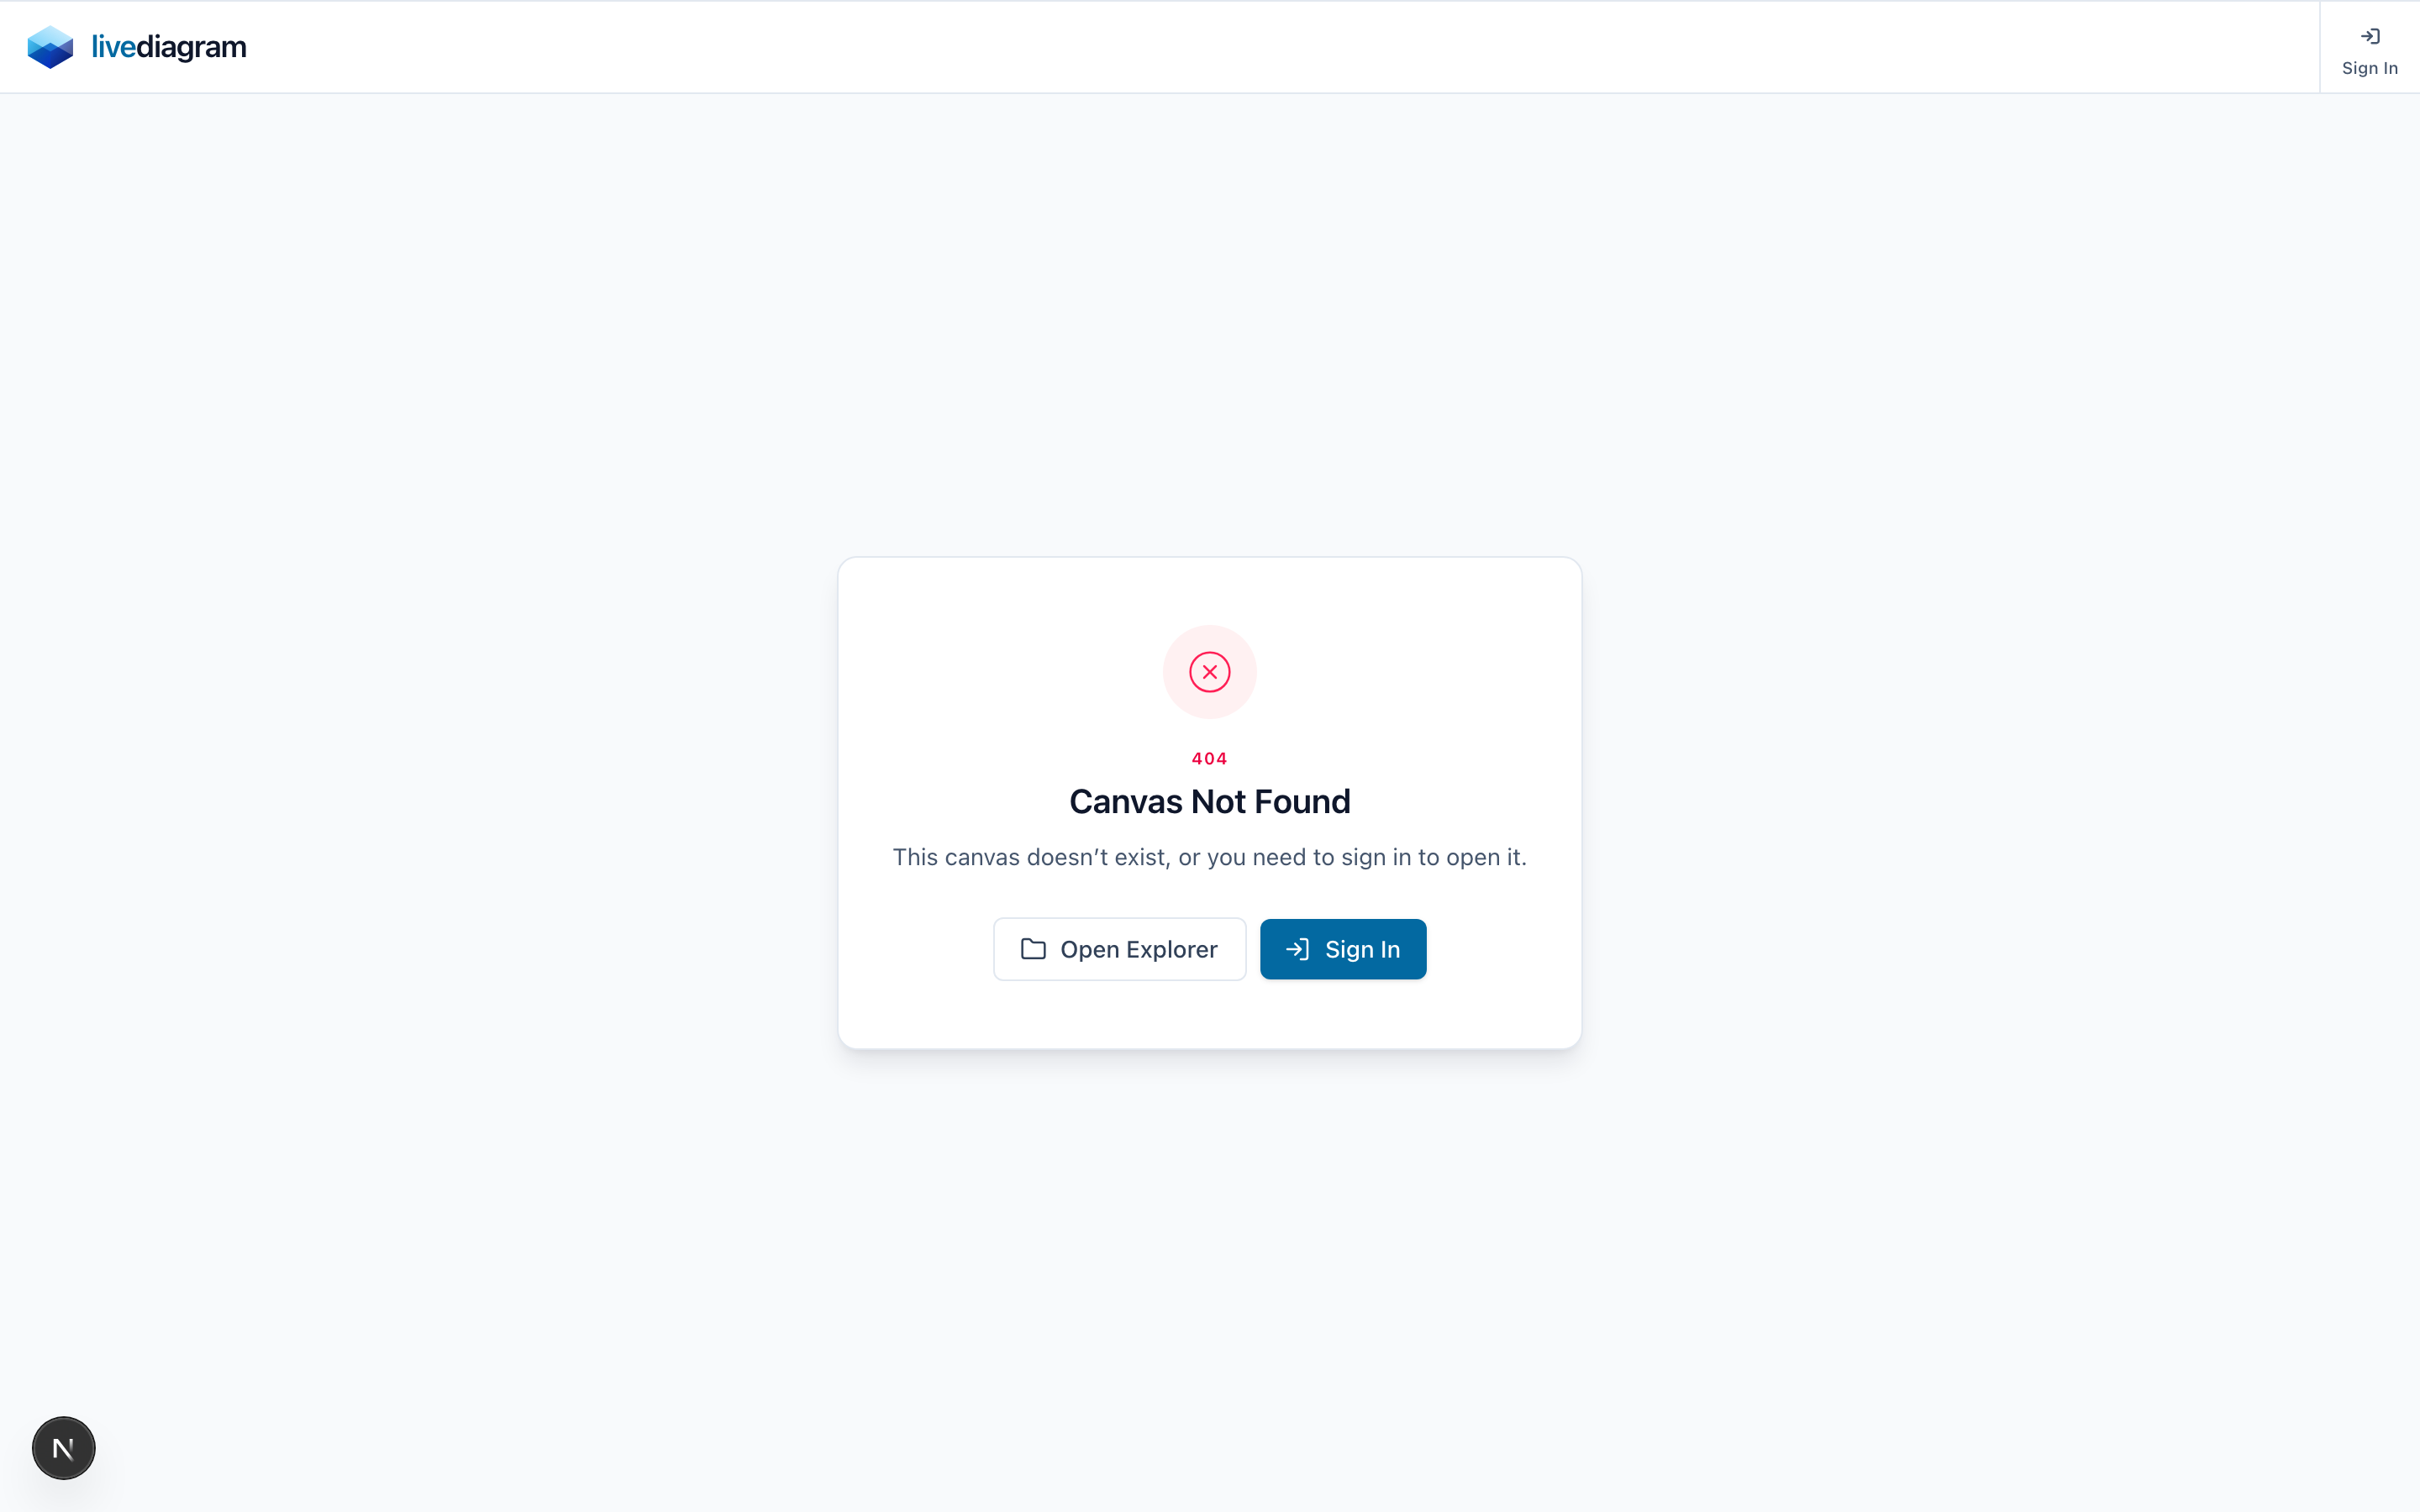 livediagram
Sign In
404
Canvas Not Found
This canvas doesn’t exist, or you need to sign in to open it.
Open Explorer
Sign In
N